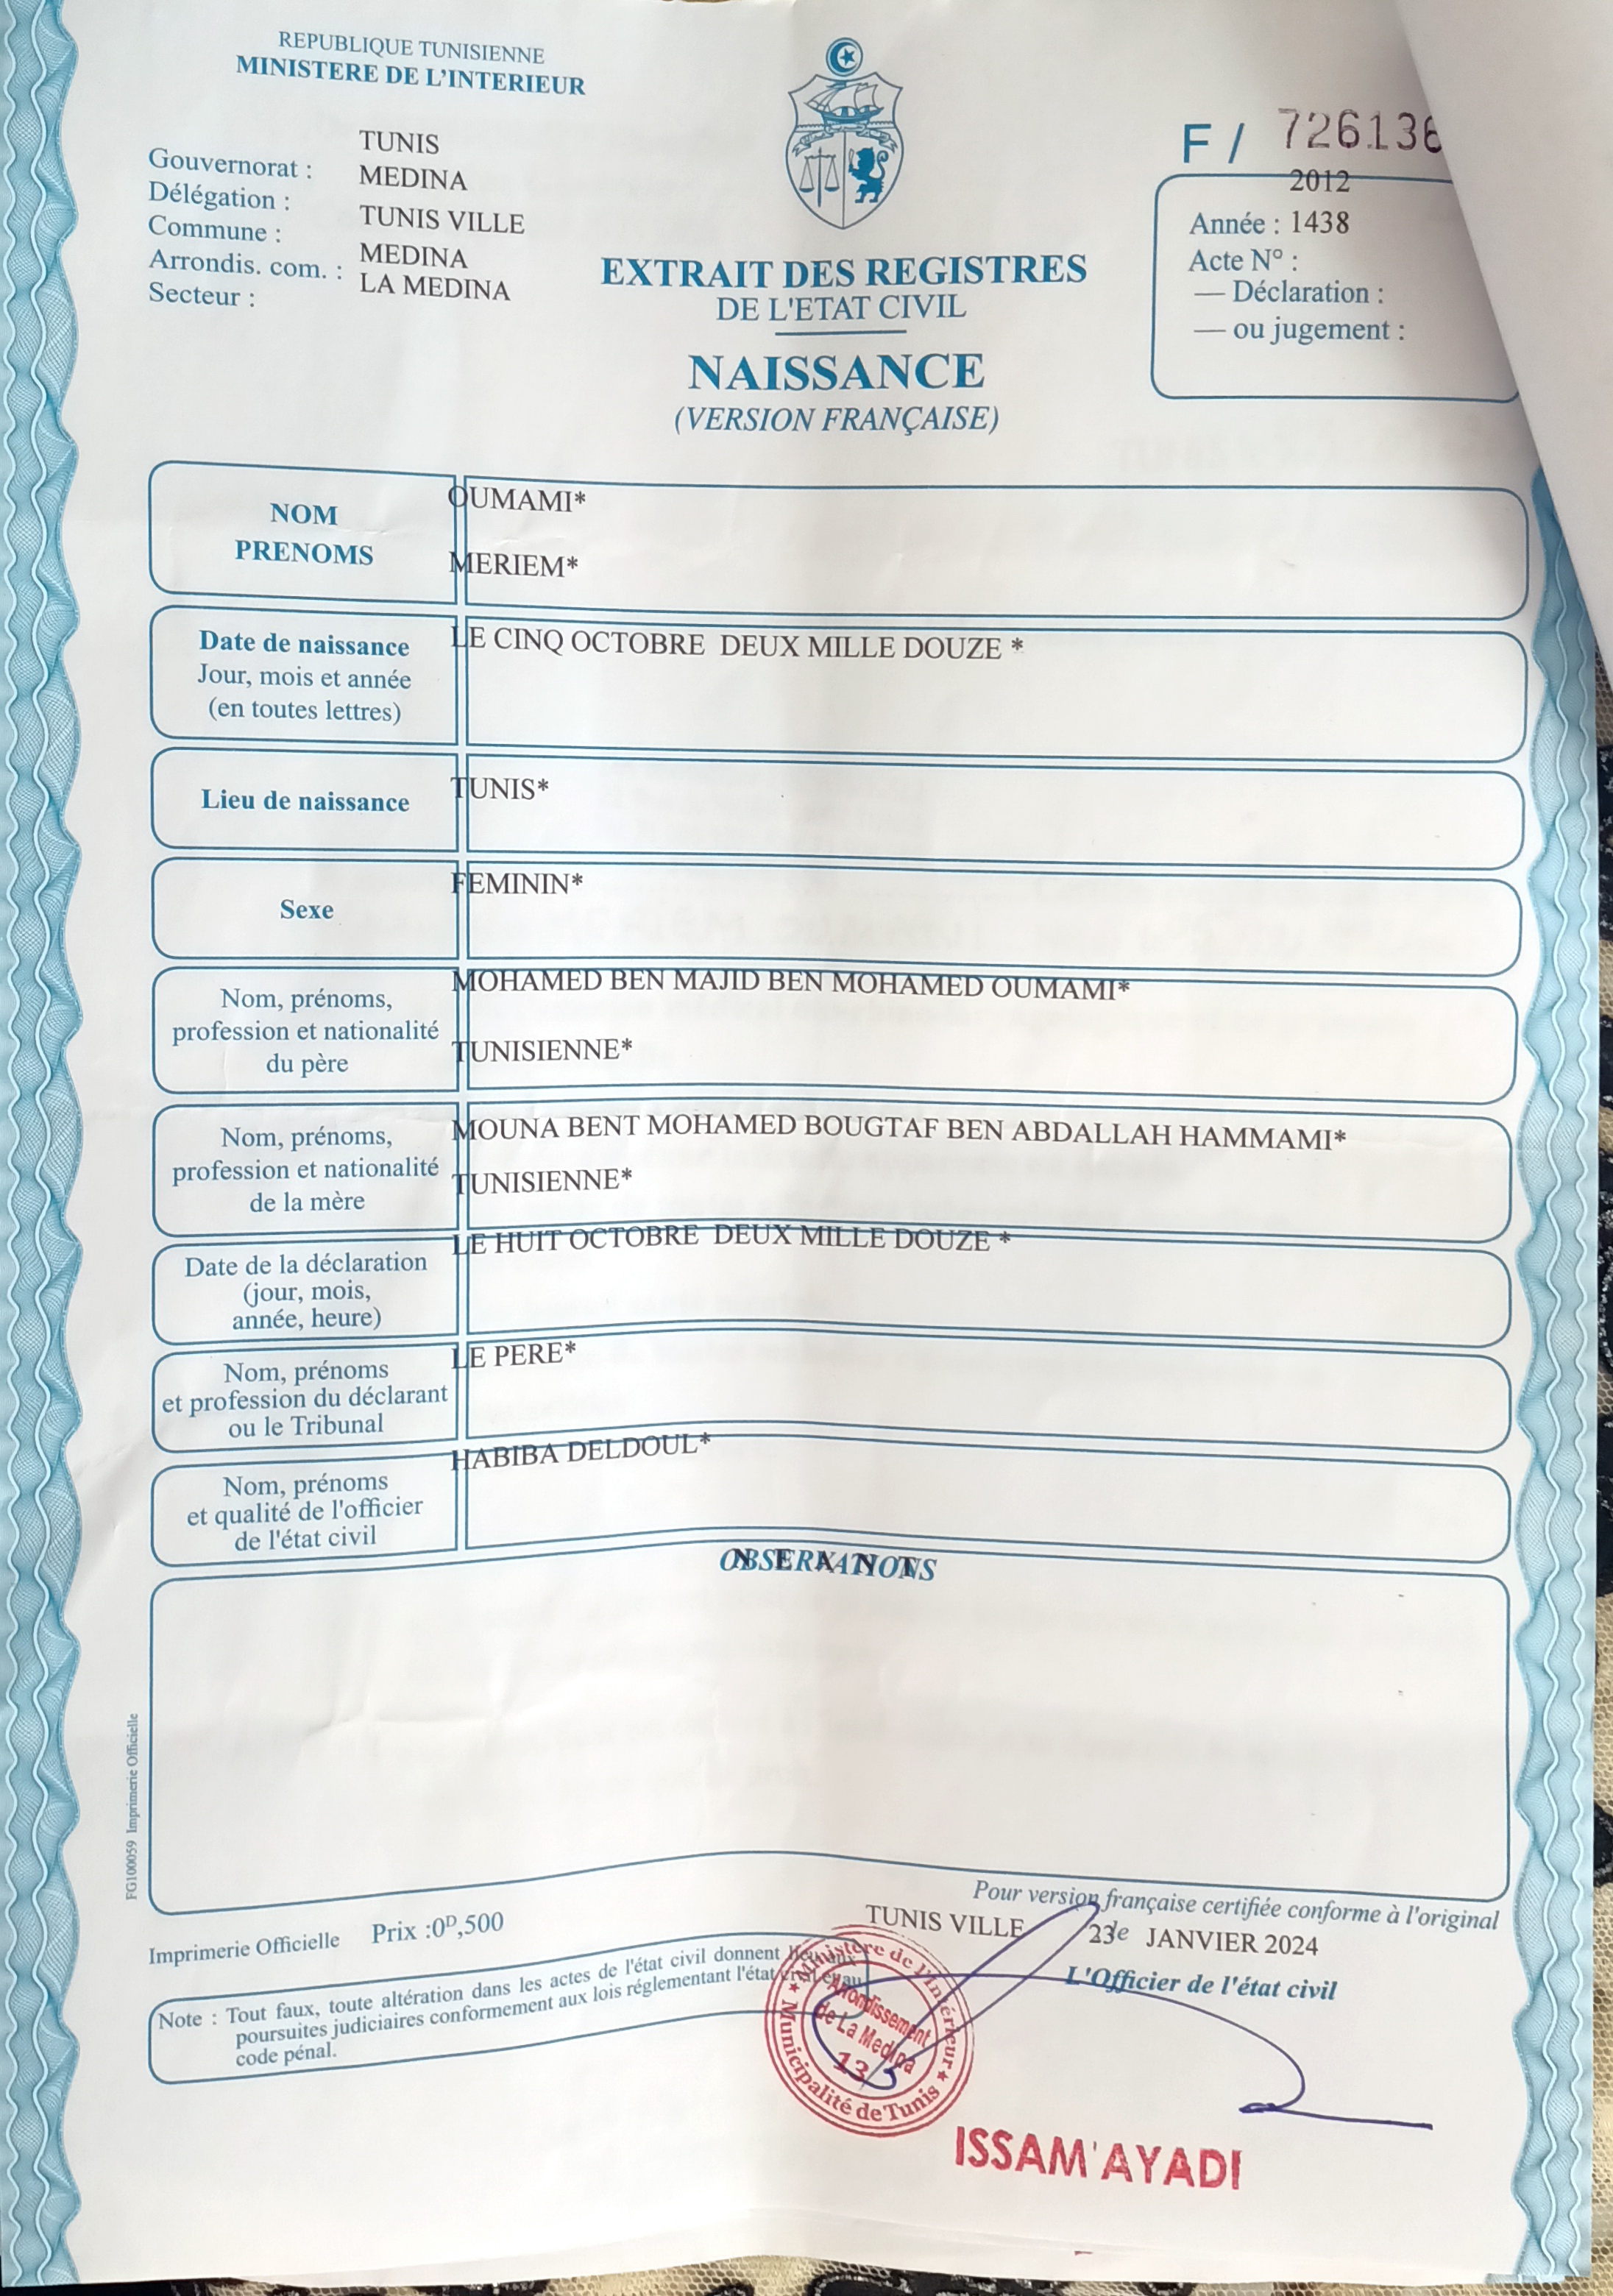 REPUBLIQUE TUNISIENNE
MINISTERE DE L'INTERIEUR
Gouvernorat : TUNIS
Délégation : MEDINA
Commune : TUNIS VILLE
Arrondis. com. : MEDINA
Secteur : LA MEDINA
EXTRAIT DES REGISTRES
DE L'ETAT CIVIL
NAISSANCE
(VERSION FRANÇAISE)
F / 726136
2012
Année : 1438
Acte N° :
— Déclaration :
— ou jugement :
NOM OUMAMI*
PRENOMS MERIEM*
Date de naissance LE CINQ OCTOBRE DEUX MILLE DOUZE *
Jour, mois et année
(en toutes lettres)
Lieu de naissance TUNIS*
Sexe FEMININ*
Nom, prénoms, MOHAMED BEN MAJID BEN MOHAMED OUMAMI*
profession et nationalité TUNISIENNE*
du père
Nom, prénoms, MOUNA BENT MOHAMED BOUGTAF BEN ABDALLAH HAMMAMI*
profession et nationalité TUNISIENNE*
de la mère
Date de la déclaration LE HUIT OCTOBRE DEUX MILLE DOUZE *
(jour, mois,
année, heure)
Nom, prénoms LE PERE*
et profession du déclarant
ou le Tribunal
Nom, prénoms HABIBA DELDOUL*
et qualité de l'officier
de l'état civil
OBSERVATIONS
FG100059 Imprimerie Officielle
Pour version française certifiée conforme à l'original
TUNIS VILLE 23 le JANVIER 2024
L'Officier de l'état civil
Imprimerie Officielle Prix :0D,500
Note : Tout faux, toute altération dans les actes de l'état civil donnent lieu aux
poursuites judiciaires conformement aux lois réglementant l'état civil et au
code pénal.
Ministère de l'Intérieur
Municipalité de Tunis
Arrondissement
de La Medina
13
ISSAM AYADI